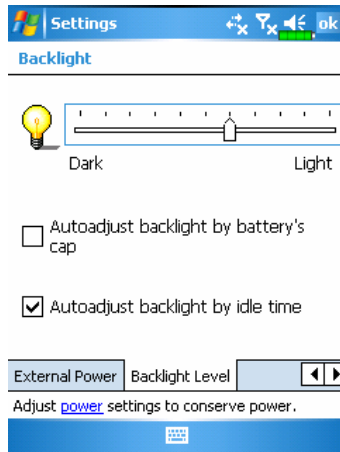 Settings ok
Backlight
Dark Light
Autoadjust backlight by battery's
cap
Autoadjust backlight by idle time
External Power Backlight Level
Adjust power settings to conserve power.